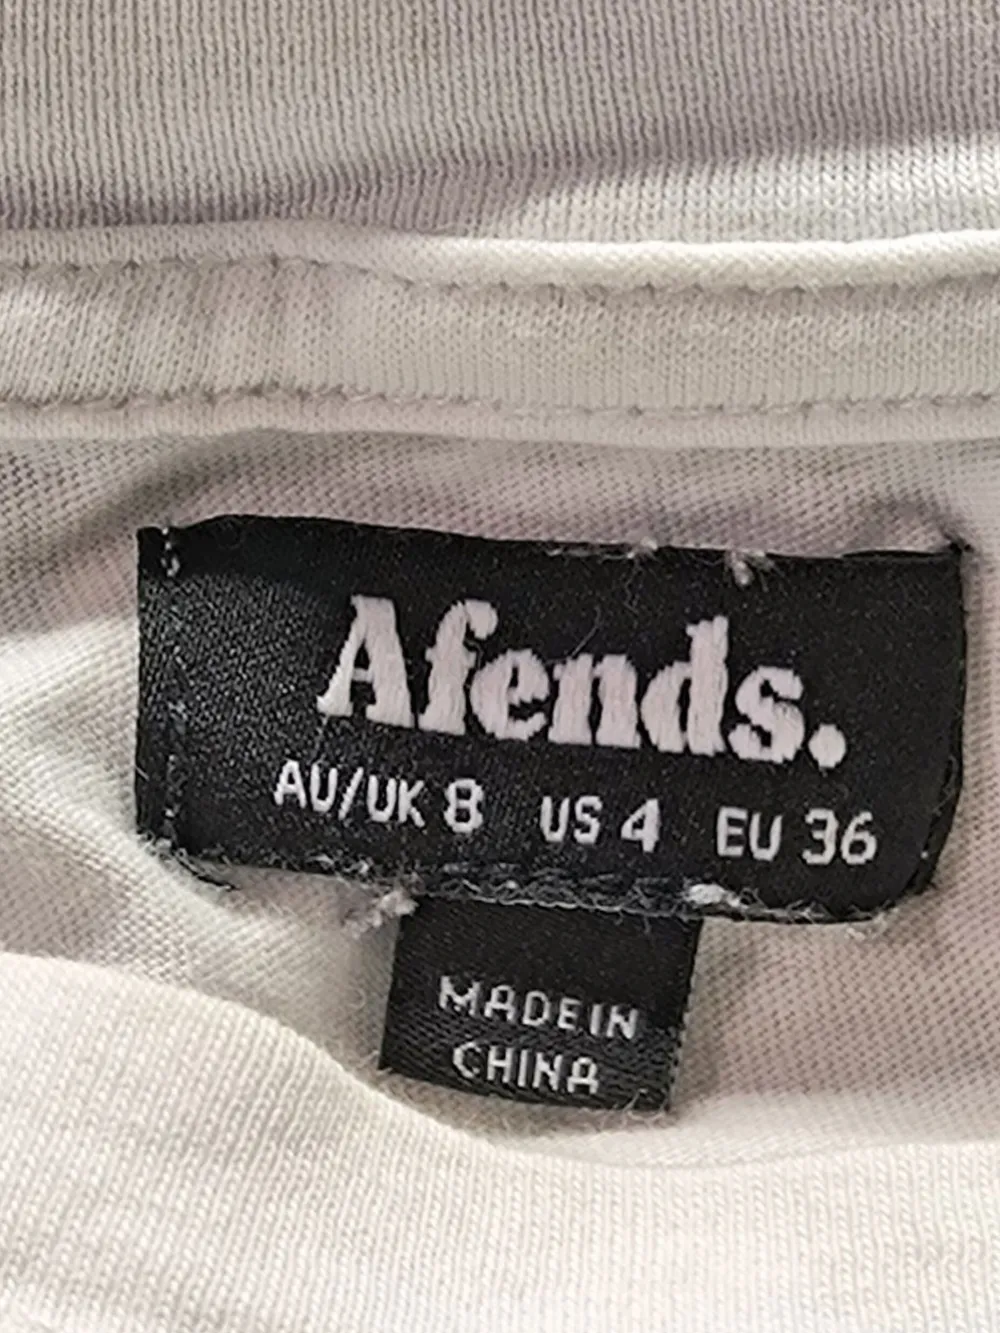 Afends.
AU/UK 8 US 4 EU 36
MADE IN
CHINA